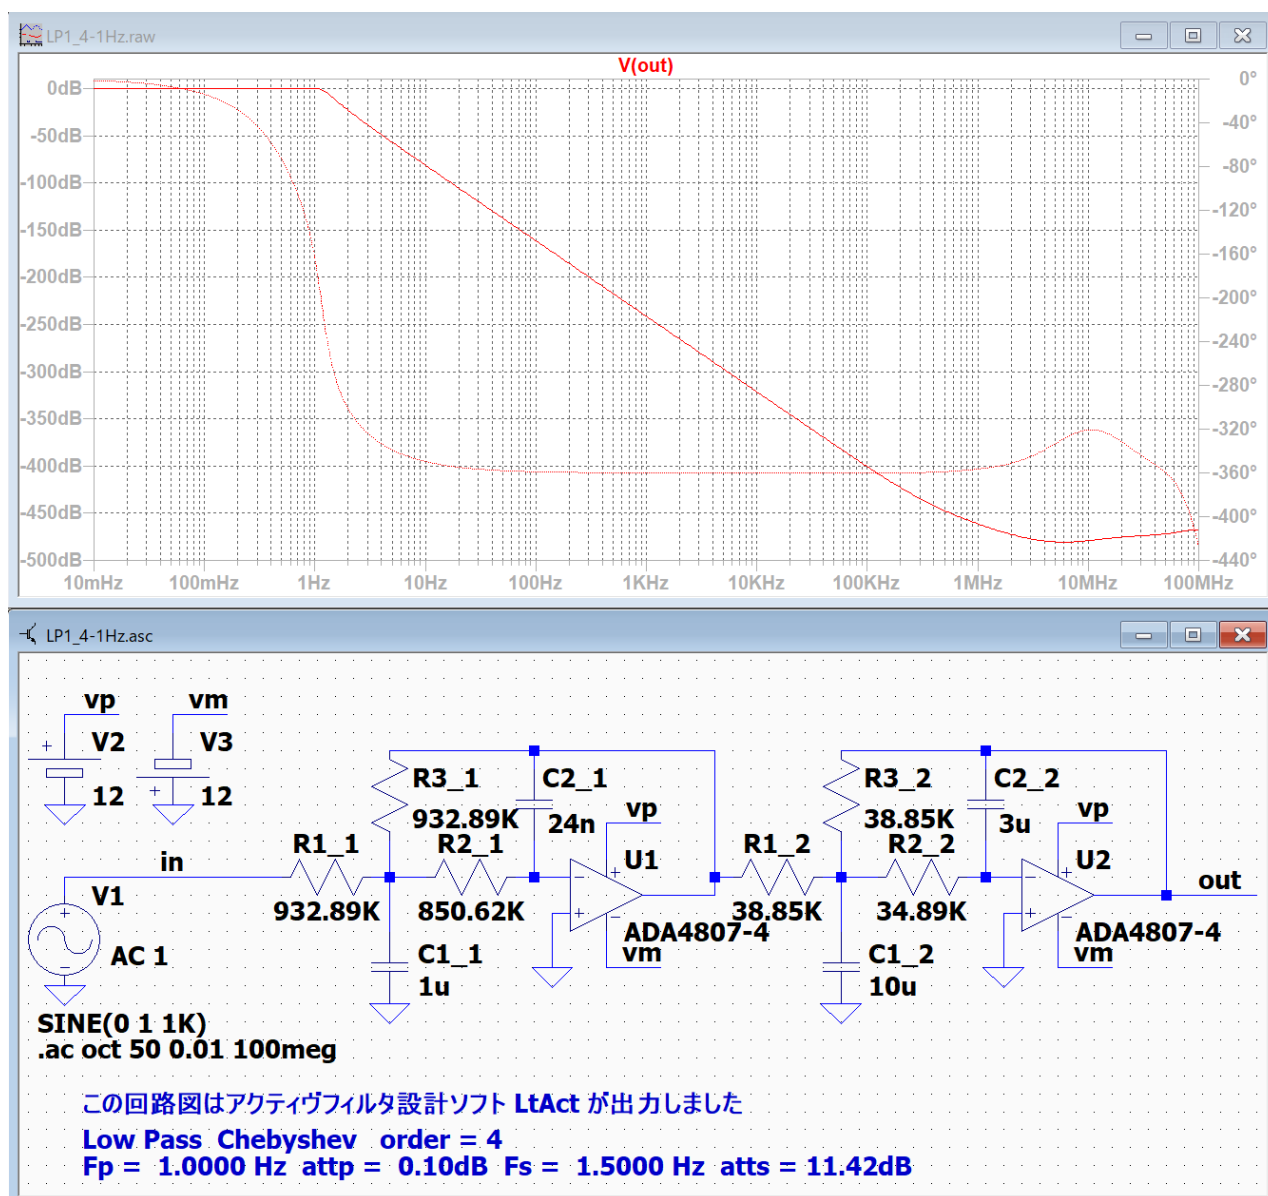 LP1_4-1Hz.raw
V(out)
0dB
-50dB
-100dB
-150dB
-200dB
-250dB
-300dB
-350dB
-400dB
-450dB
-500dB
0°
-40°
-80°
-120°
-160°
-200°
-240°
-280°
-320°
-360°
-400°
-440°
10mHz 100mHz 1Hz 10Hz 100Hz 1KHz 10KHz 100KHz 1MHz 10MHz 100MHz
LP1_4-1Hz.asc
vp vm
+ V2 V3
12 + 12
R3_1 C2_1 R3_2 C2_2
932.89K 24n vp 38.85K 3u vp
in R1_1 R2_1 U1 R1_2 R2_2 U2
out
V1
932.89K 850.62K 38.85K 34.89K
AC 1
C1_1 ADA4807-4 C1_2 ADA4807-4
vm vm
1u 10u
SINE(0 1 1K)
.ac oct 50 0.01 100meg
この回路図はアクティヴフィルタ設計ソフト LtAct が出力しました
Low Pass Chebyshev order = 4
Fp = 1.0000 Hz attp = 0.10dB Fs = 1.5000 Hz atts = 11.42dB